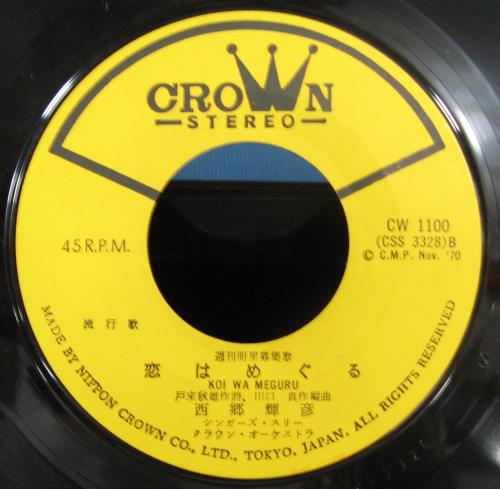 CROWN
STEREO
45 R.P.M.
CW 1100
(CSS 3328)B
© C.M.P. Nov. '70
流行歌
週刊明星募集歌
恋はめぐる
KOI WA MEGURU
戸来秋雄作詩、川口 真作編曲
西郷輝彦
シンガーズ・スリー
クラウン・オーケストラ
MADE BY NIPPON CROWN CO., LTD., TOKYO, JAPAN. ALL RIGHTS RESERVED